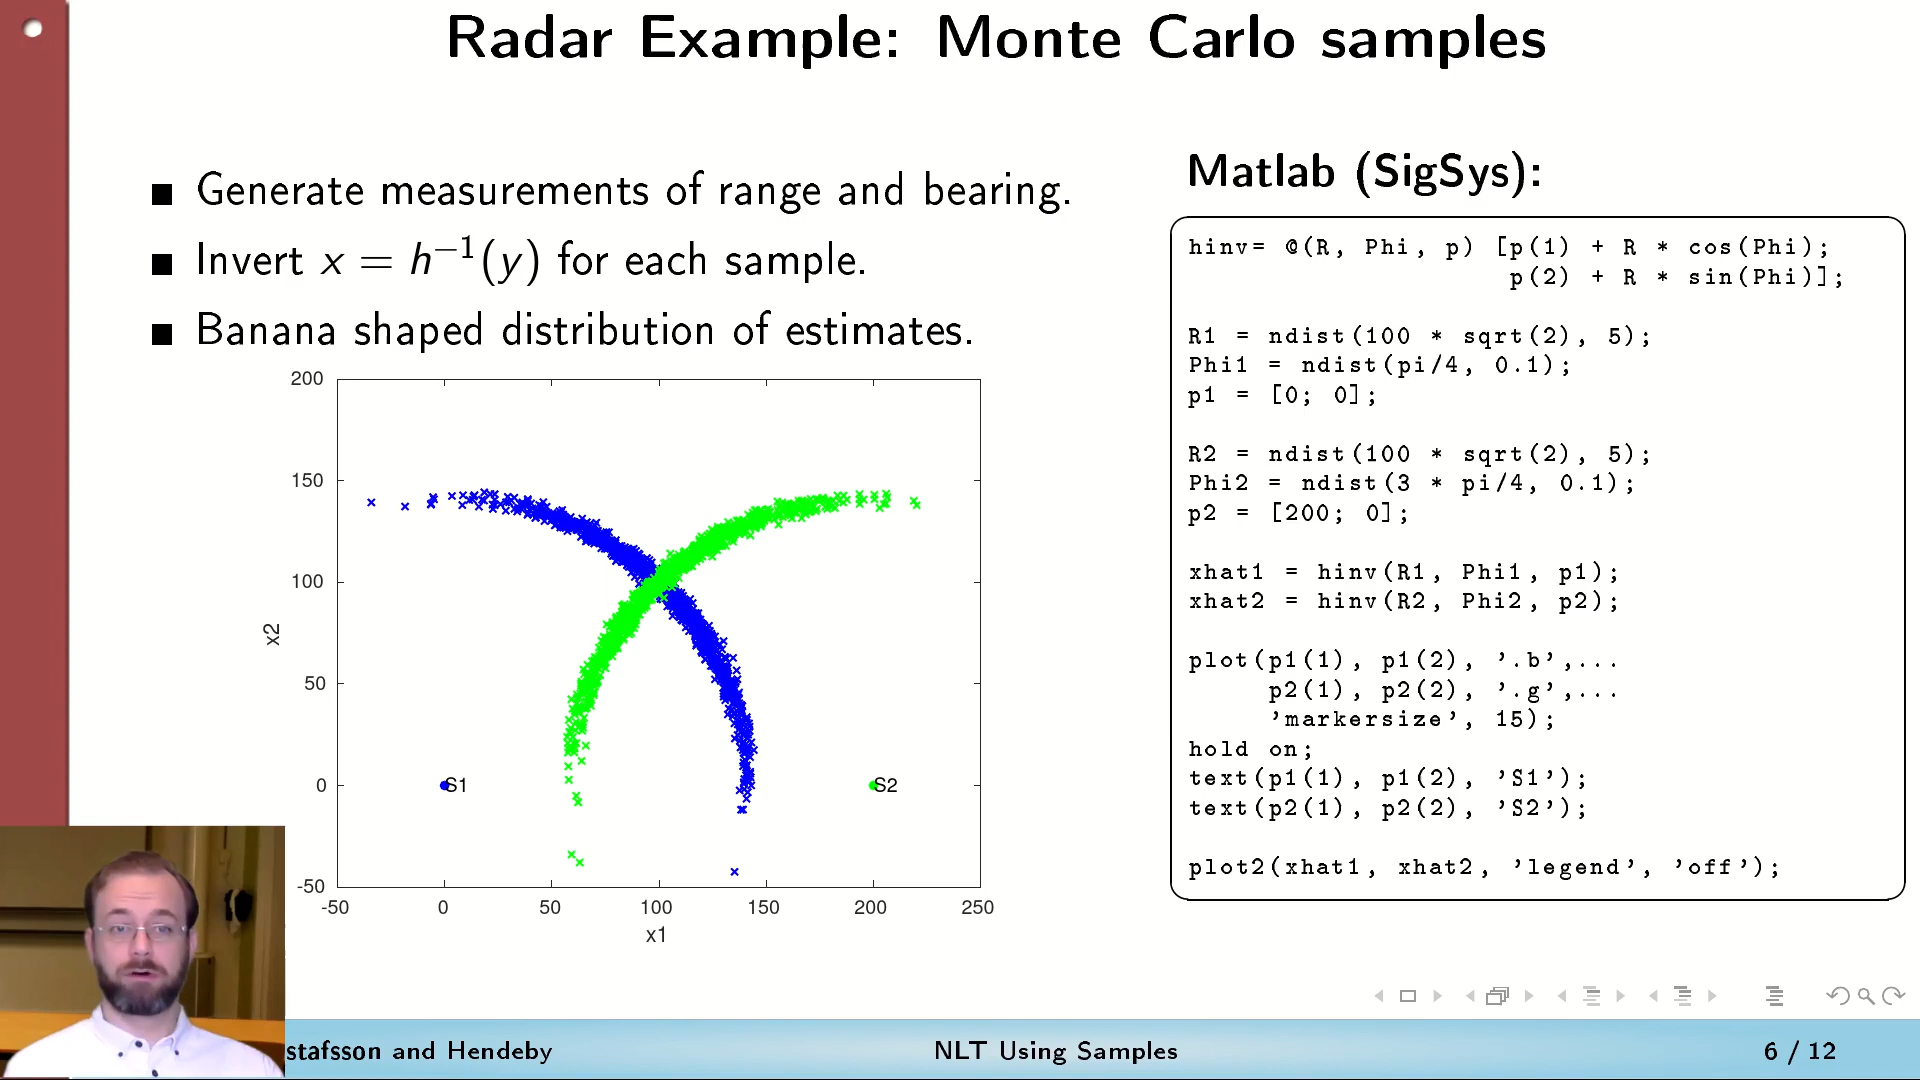 Radar Example: Monte Carlo samples
■ Generate measurements of range and bearing.
■ Invert x = h⁻¹(y) for each sample.
■ Banana shaped distribution of estimates.
200
150
100
50
0
-50
x2
S1
S2
-50 0 50 100 150 200 250
x1
Matlab (SigSys):
hinv= @(R, Phi, p) [p(1) + R * cos(Phi);
p(2) + R * sin(Phi)];
R1 = ndist(100 * sqrt(2), 5);
Phi1 = ndist(pi/4, 0.1);
p1 = [0; 0];
R2 = ndist(100 * sqrt(2), 5);
Phi2 = ndist(3 * pi/4, 0.1);
p2 = [200; 0];
xhat1 = hinv(R1, Phi1, p1);
xhat2 = hinv(R2, Phi2, p2);
plot(p1(1), p1(2), ’.b’,...
p2(1), p2(2), ’.g’,...
’markersize’, 15);
hold on;
text(p1(1), p1(2), ’S1’);
text(p2(1), p2(2), ’S2’);
plot2(xhat1, xhat2, ’legend’, ’off’);
stafsson and Hendeby
NLT Using Samples
6 / 12